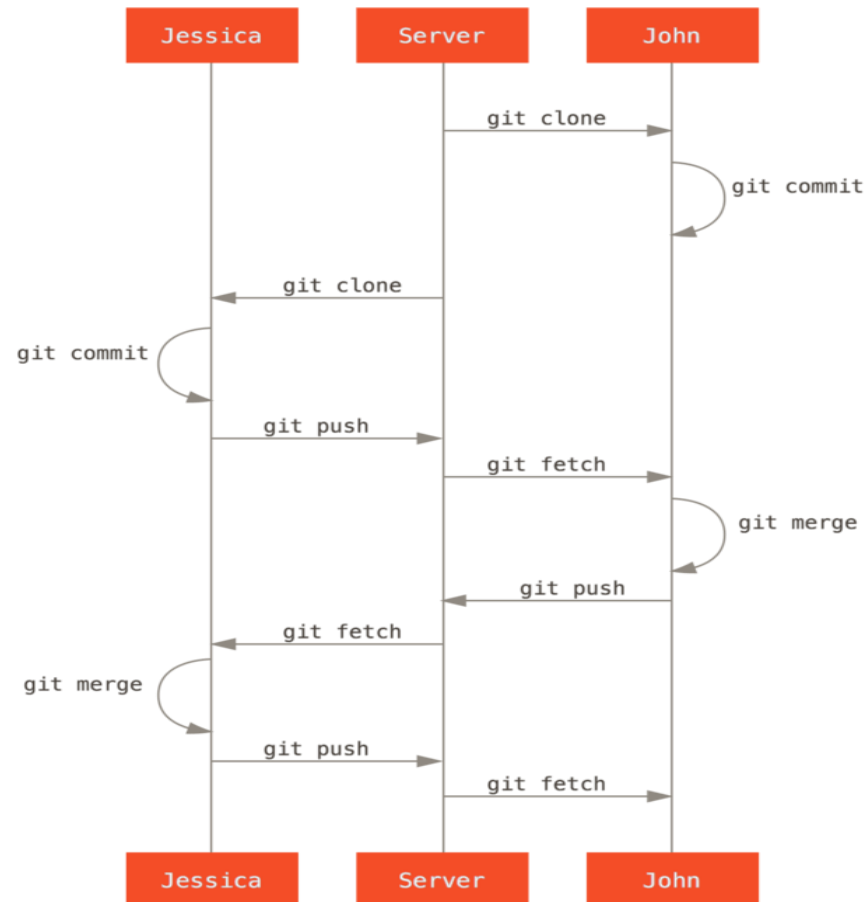 Jessica Server John
git clone
git commit
git clone
git commit
git push
git fetch
git merge
git push
git fetch
git merge
git push
git fetch
Jessica Server John